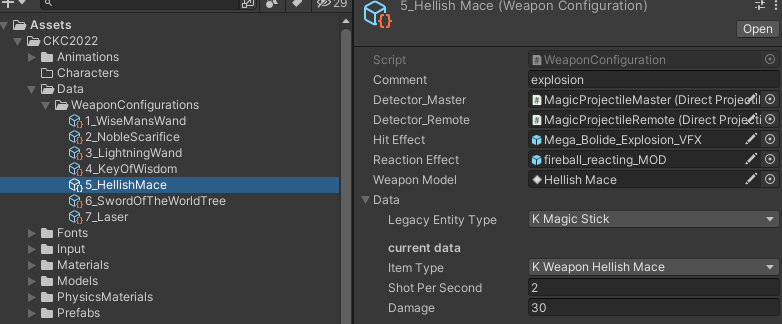 29
5_Hellish Mace (Weapon Configuration)
Open
Assets
CKC2022
Animations
Characters
Data
WeaponConfigurations
1_WiseMansWand
2_NobleScarifice
3_LightningWand
4_KeyOfWisdom
5_HellishMace
6_SwordOfTheWorldTree
7_Laser
Fonts
Input
Materials
Models
PhysicsMaterials
Prefabs
Script
WeaponConfiguration
Comment
explosion
Detector_Master
MagicProjectileMaster (Direct Projectil
Detector_Remote
MagicProjectileRemote (Direct Projecti
Hit Effect
Mega_Bolide_Explosion_VFX
Reaction Effect
fireball_reacting_MOD
Weapon Model
Hellish Mace
Data
Legacy Entity Type
K Magic Stick
current data
Item Type
K Weapon Hellish Mace
Shot Per Second
2
Damage
30